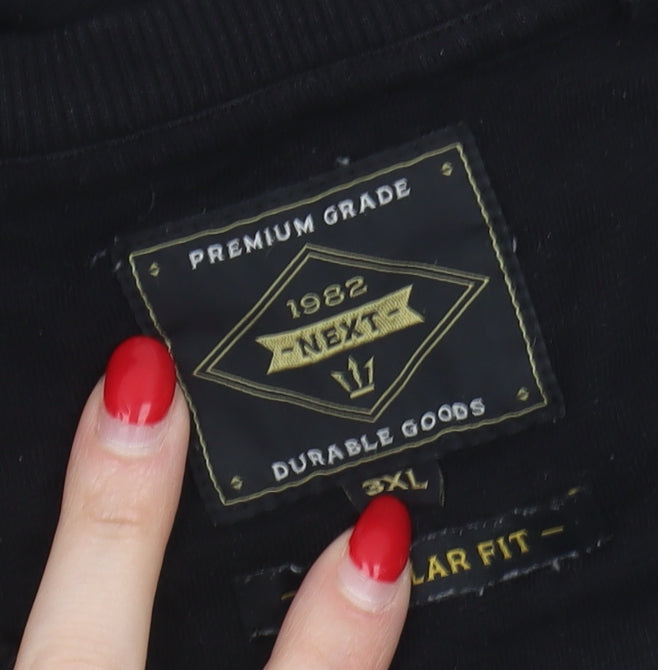 PREMIUM GRADE
1982
-NEXT-
DURABLE GOODS
3XL
LAR FIT –